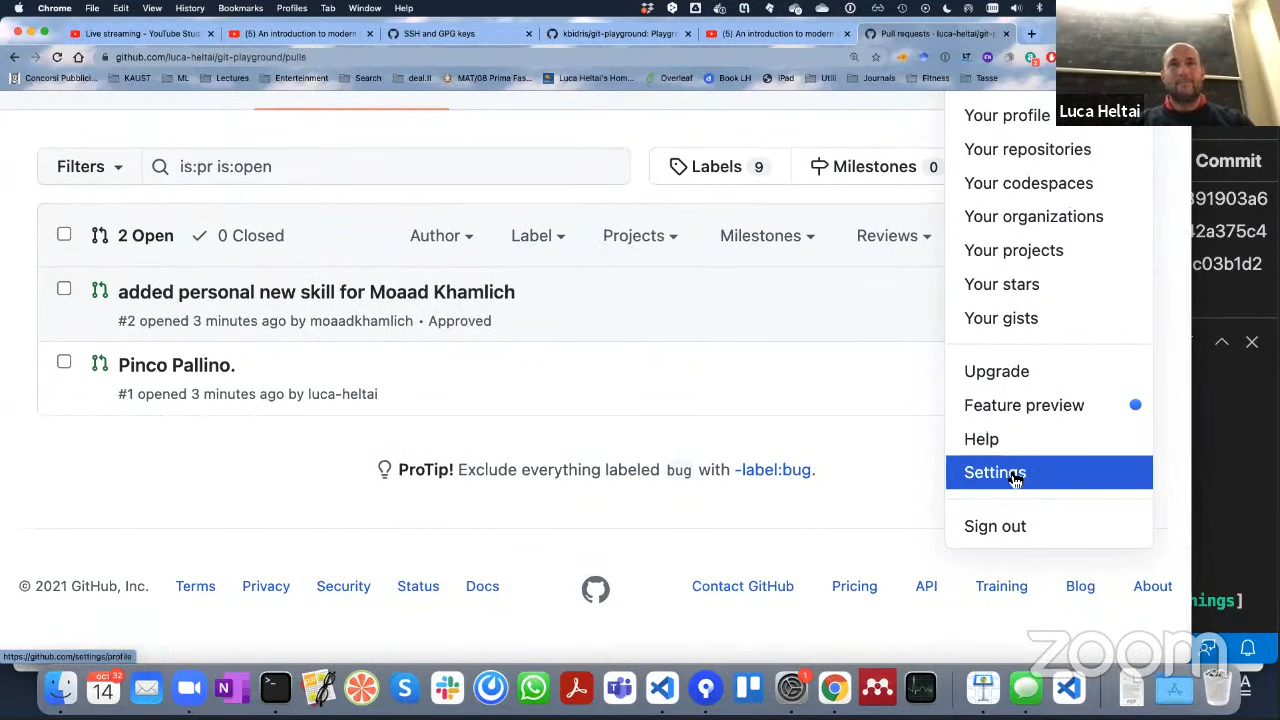 Chrome File Edit View History Bookmarks Profiles Tab Window Help
Live streaming - YouTube Stu
(5) An introduction to modern
SSH and GPG keys
kbidris/git-playground: Playgr
(5) An introduction to modern
Pull requests · luca-heltai/git-
github.com/luca-heltai/git-playground/pulls
Concorsi Pubblici KAUST ML Lectures Enterteinment Search deal.II MAT/08 Prima Fas Luca Heltai's Hom Overleaf Book LH iPad Util Journals Fitness Tasse
Luca Heltai
Filters
is:pr is:open
Labels 9
Milestones 0
2 Open
0 Closed
Author
Label
Projects
Milestones
Reviews
added personal new skill for Moaad Khamlich
#2 opened 3 minutes ago by moaadkhamlich • Approved
Pinco Pallino.
#1 opened 3 minutes ago by luca-heltai
ProTip! Exclude everything labeled bug with -label:bug.
Your profile
Your repositories
Your codespaces
Your organizations
Your projects
Your stars
Your gists
Upgrade
Feature preview
Help
Settings
Sign out
Commit
391903a6
42a375c4
c03b1d2
nings]
© 2021 GitHub, Inc. Terms Privacy Security Status Docs Contact GitHub Pricing API Training Blog About
https://github.com/settings/profile
zoom
OCT
14
1